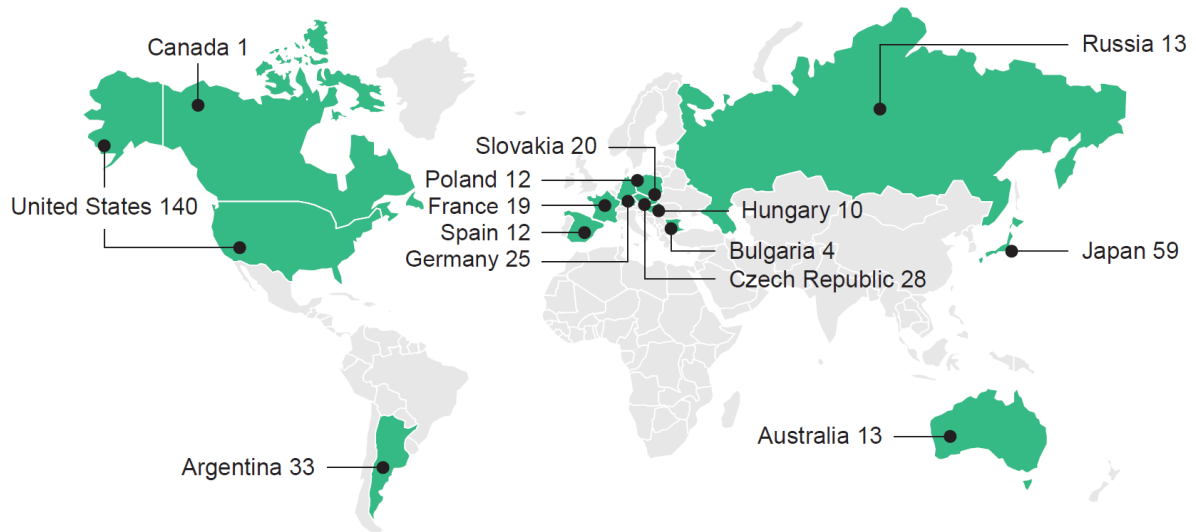 Canada 1
Russia 13
Slovakia 20
Poland 12
United States 140
France 19
Hungary 10
Spain 12
Bulgaria 4
Japan 59
Germany 25
Czech Republic 28
Australia 13
Argentina 33